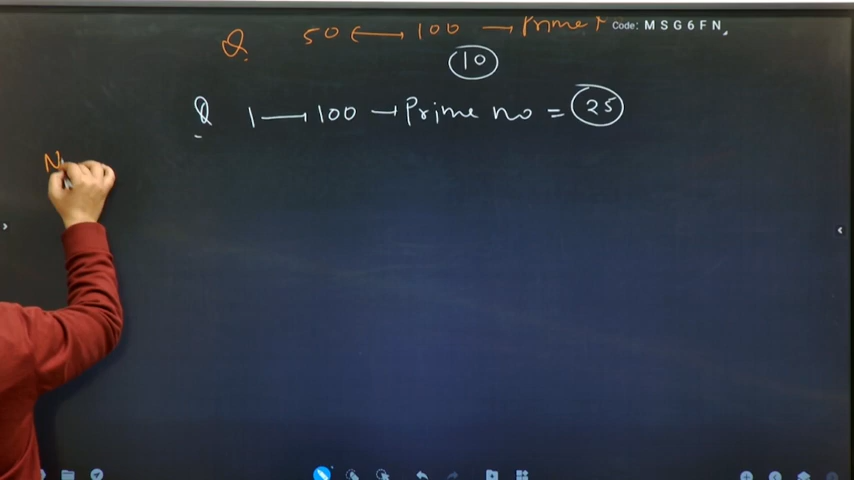 Q. 50 ⟷ 100 → Prime Code: MSG6FN
10
Q 1 → 100 → Prime no = 25
N